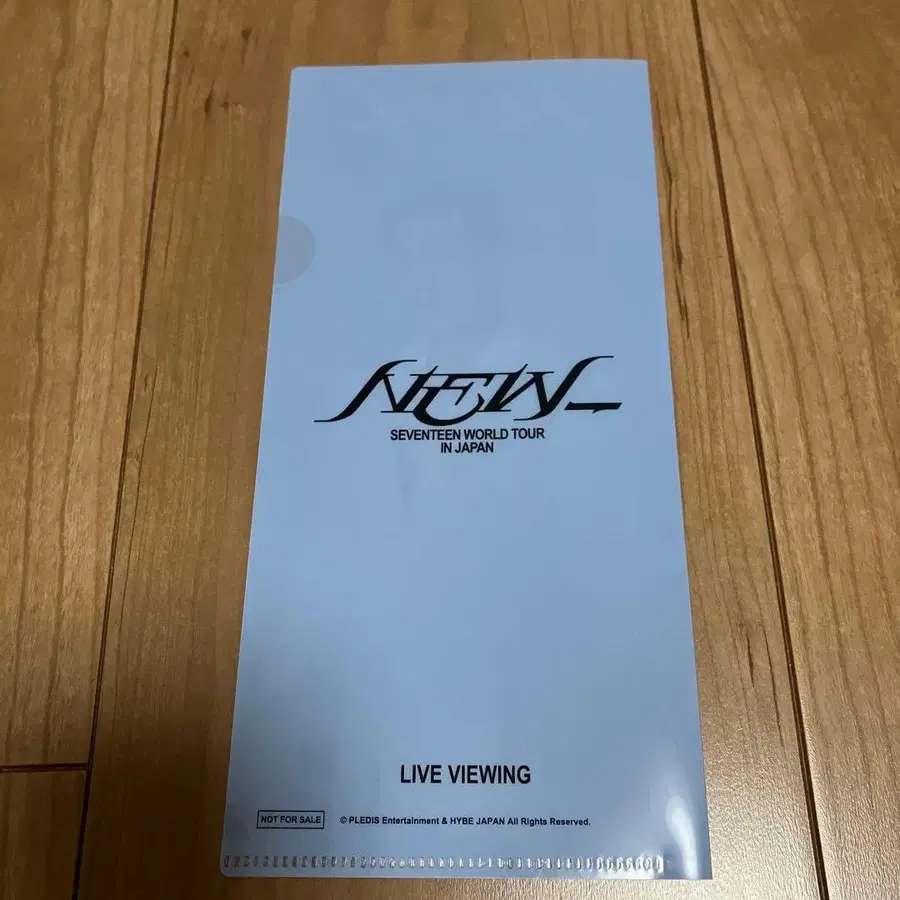 NEW_
SEVENTEEN WORLD TOUR
IN JAPAN
LIVE VIEWING
NOT FOR SALE
© PLEDIS Entertainment & HYBE JAPAN All Rights Reserved.